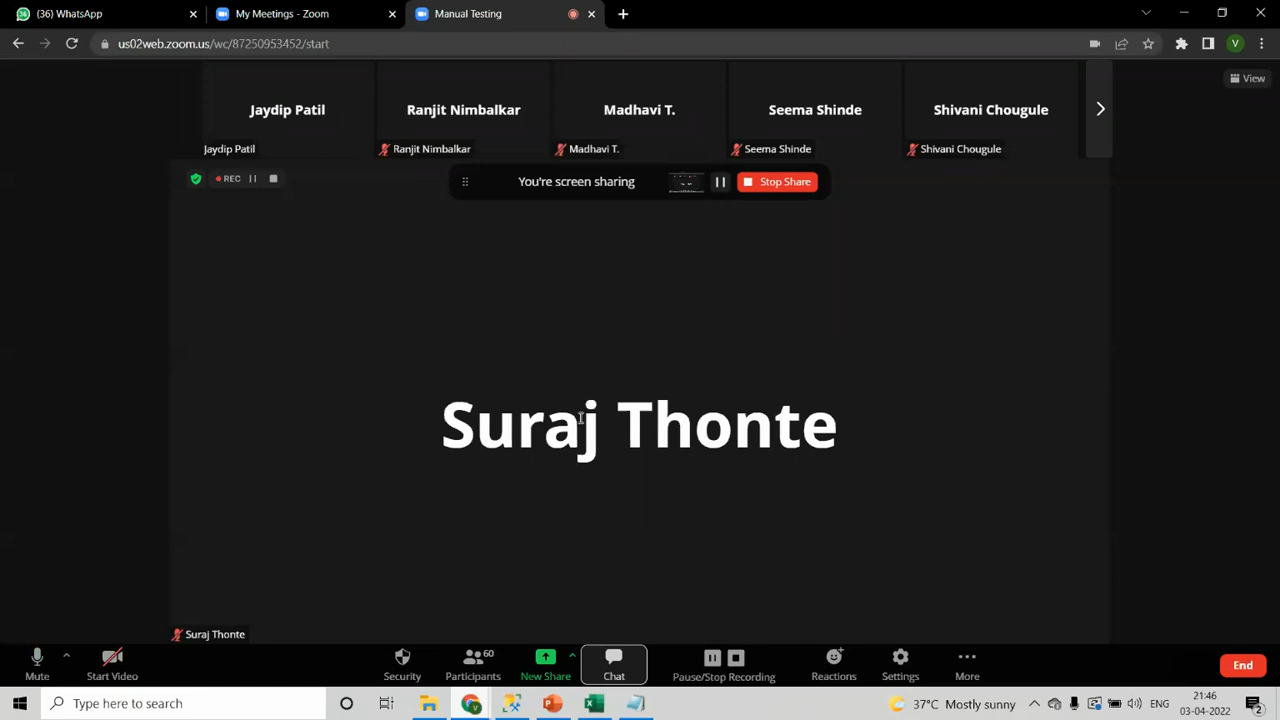 (36) WhatsApp
My Meetings - Zoom
Manual Testing
us02web.zoom.us/wc/87250953452/start
V
Jaydip Patil
Ranjit Nimbalkar
Madhavi T.
Seema Shinde
Shivani Chougule
View
Jaydip Patil
Ranjit Nimbalkar
Madhavi T.
Seema Shinde
Shivani Chougule
REC
You're screen sharing
Stop Share
Suraj Thonte
Suraj Thonte
Mute
Start Video
Security
60
Participants
New Share
Chat
Pause/Stop Recording
Reactions
Settings
More
End
Type here to search
37°C Mostly sunny
ENG
21:46
03-04-2022
2